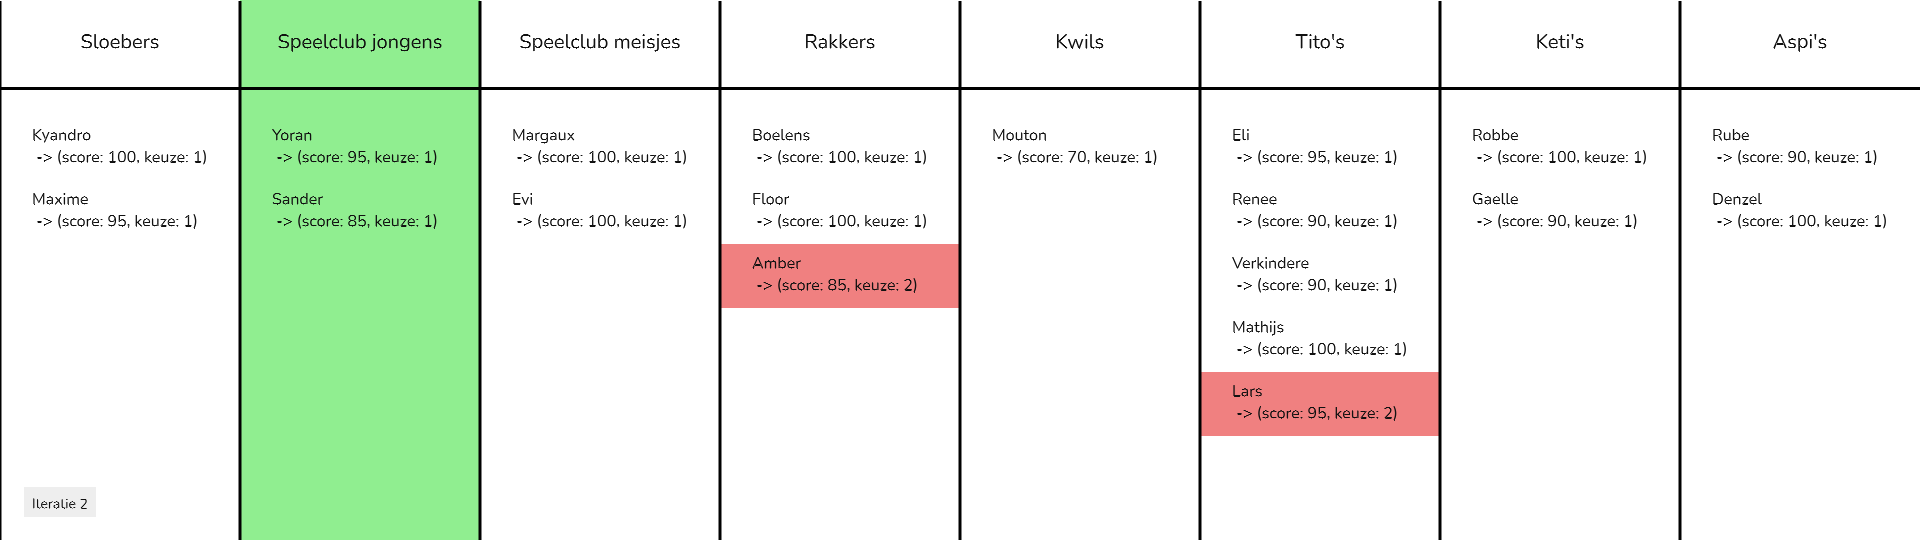 Sloebers
Speelclub jongens
Speelclub meisjes
Rakkers
Kwils
Tito's
Keti's
Aspi's
Kyandro
-> (score: 100, keuze: 1)
Maxime
-> (score: 95, keuze: 1)
Yoran
-> (score: 95, keuze: 1)
Sander
-> (score: 85, keuze: 1)
Margaux
-> (score: 100, keuze: 1)
Evi
-> (score: 100, keuze: 1)
Boelens
-> (score: 100, keuze: 1)
Floor
-> (score: 100, keuze: 1)
Amber
-> (score: 85, keuze: 2)
Mouton
-> (score: 70, keuze: 1)
Eli
-> (score: 95, keuze: 1)
Renee
-> (score: 90, keuze: 1)
Verkindere
-> (score: 90, keuze: 1)
Mathijs
-> (score: 100, keuze: 1)
Lars
-> (score: 95, keuze: 2)
Robbe
-> (score: 100, keuze: 1)
Gaelle
-> (score: 90, keuze: 1)
Rube
-> (score: 90, keuze: 1)
Denzel
-> (score: 100, keuze: 1)
Iteratie 2